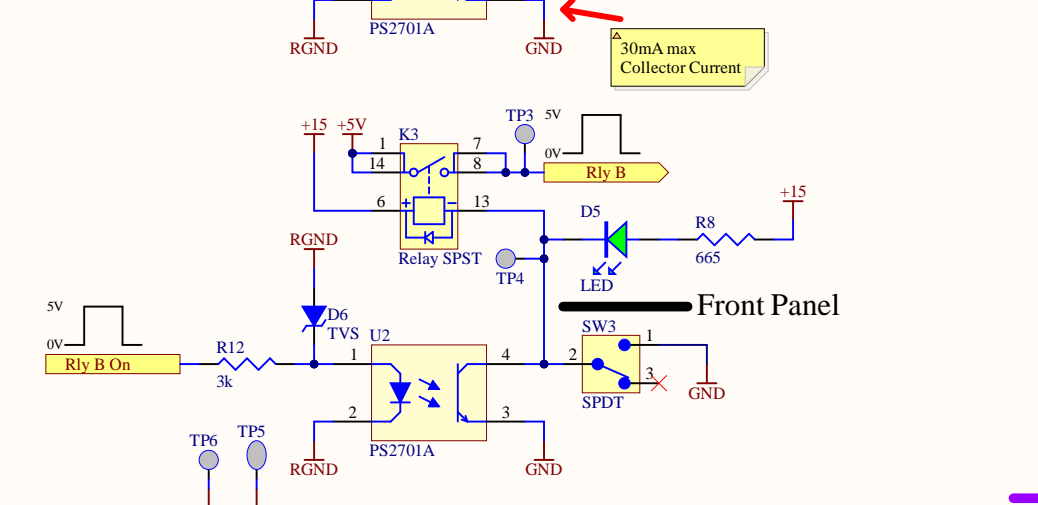 PS2701A
RGND
GND
30mA max
Collector Current
+15
+5V
K3
TP3
5V
0V
1
14
7
8
Rly B
6
13
+
-
Relay SPST
TP4
D5
LED
R8
665
+15
RGND
D6
TVS
Front Panel
5V
0V
Rly B On
R12
3k
U2
1
2
4
3
PS2701A
RGND
GND
SW3
2
1
3
SPDT
GND
TP6
TP5